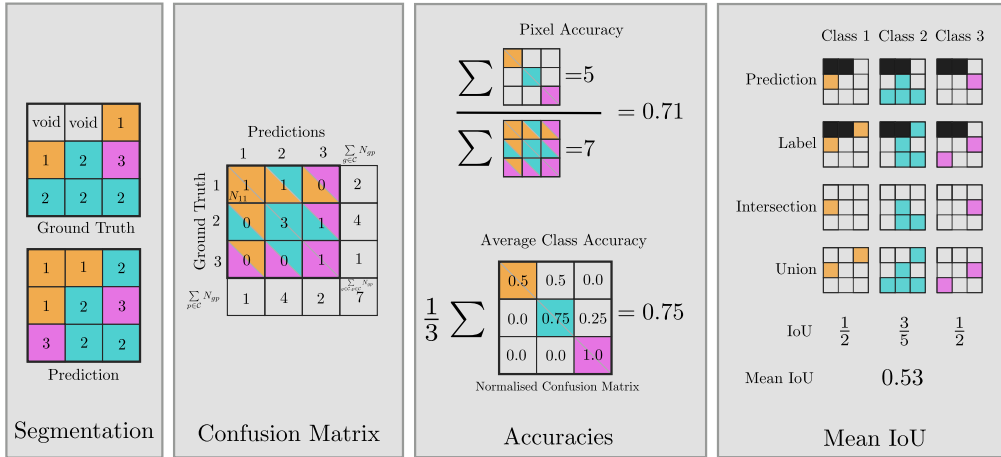 void void 1
1 2 3
2 2 2
Ground Truth
1 1 2
1 2 3
3 2 2
Prediction
Segmentation
Predictions
1 2 3 ∑ g∈C N_gp
Ground Truth
1 1 1 0 2
N₁₁
2 0 3 1 4
3 0 0 1 1
∑ p∈C N_gp 1 4 2 7
Confusion Matrix
Pixel Accuracy
∑ =5
= 0.71
∑ =7
Average Class Accuracy
1/3 ∑
0.5 0.5 0.0
0.0 0.75 0.25 = 0.75
0.0 0.0 1.0
Normalised Confusion Matrix
Accuracies
Class 1 Class 2 Class 3
Prediction
Label
Intersection
Union
IoU 1/2 3/5 1/2
Mean IoU 0.53
Mean IoU